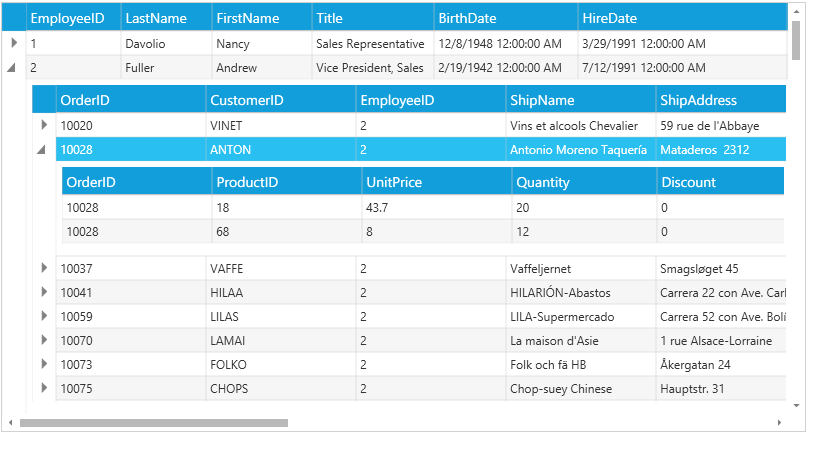 EmployeeID LastName FirstName Title BirthDate HireDate
1 Davolio Nancy Sales Representative 12/8/1948 12:00:00 AM 3/29/1991 12:00:00 AM
2 Fuller Andrew Vice President, Sales 2/19/1942 12:00:00 AM 7/12/1991 12:00:00 AM
OrderID CustomerID EmployeeID ShipName ShipAddress
10020 VINET 2 Vins et alcools Chevalier 59 rue de l'Abbaye
10028 ANTON 2 Antonio Moreno Taquería Mataderos 2312
OrderID ProductID UnitPrice Quantity Discount
10028 18 43.7 20 0
10028 68 8 12 0
10037 VAFFE 2 Vaffeljernet Smagsløget 45
10041 HILAA 2 HILARIÓN-Abastos Carrera 22 con Ave. Carl
10059 LILAS 2 LILA-Supermercado Carrera 52 con Ave. Bolí
10070 LAMAI 2 La maison d'Asie 1 rue Alsace-Lorraine
10073 FOLKO 2 Folk och fä HB Åkergatan 24
10075 CHOPS 2 Chop-suey Chinese Hauptstr. 31